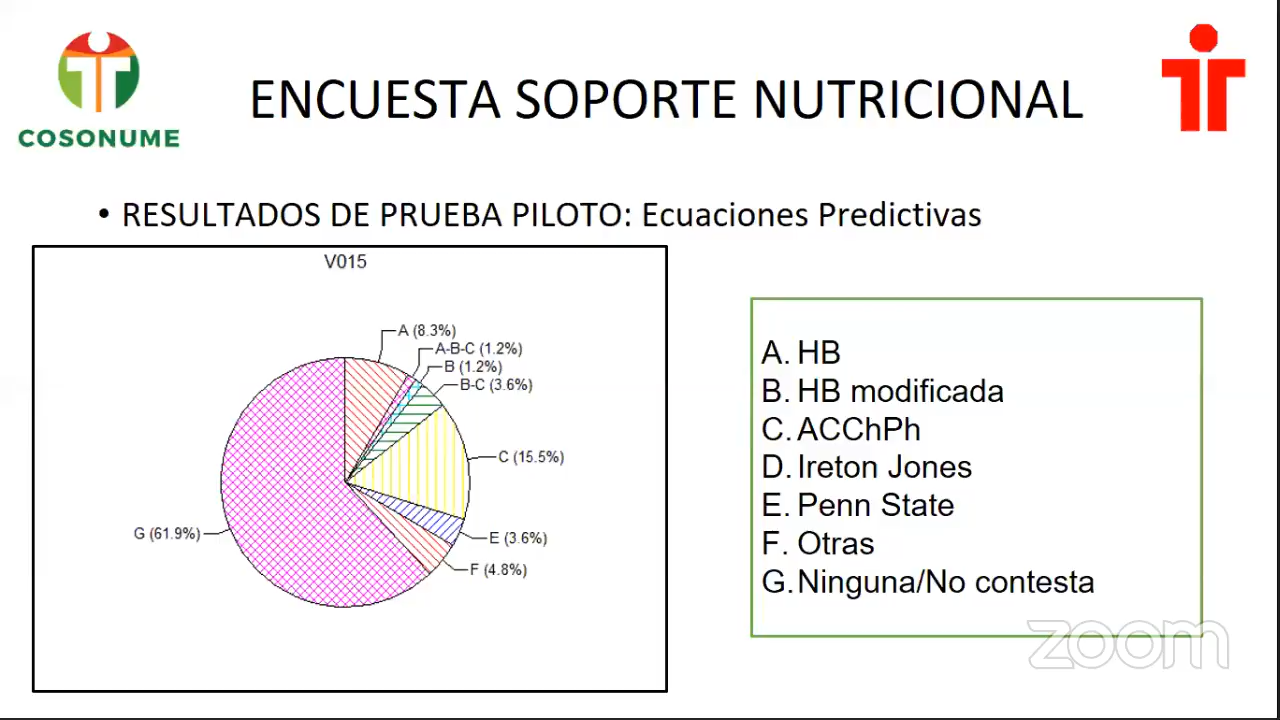 COSONUME
ENCUESTA SOPORTE NUTRICIONAL
• RESULTADOS DE PRUEBA PILOTO: Ecuaciones Predictivas
V015
A (8.3%)
A-B-C (1.2%)
B (1.2%)
B-C (3.6%)
C (15.5%)
G (61.9%)
E (3.6%)
F (4.8%)
A. HB
B. HB modificada
C. ACChPh
D. Ireton Jones
E. Penn State
F. Otras
G. Ninguna/No contesta
zoom